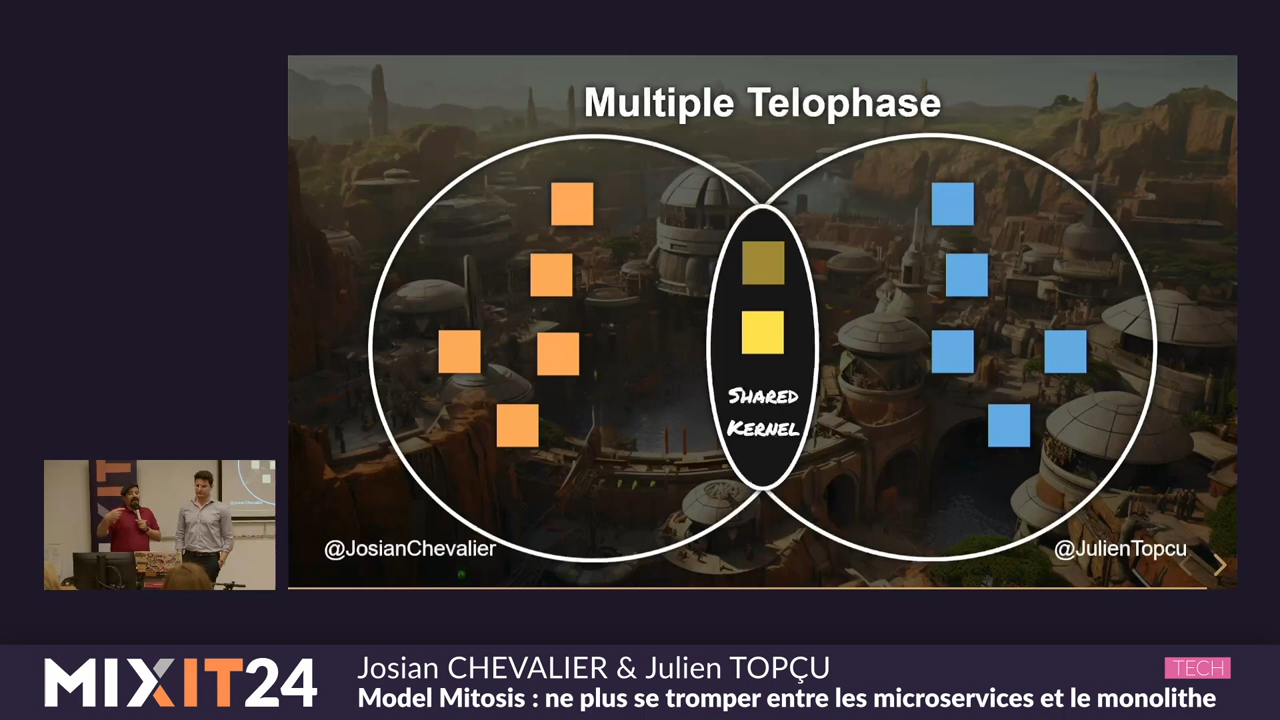 Multiple Telophase
SHARED
KERNEL
@JosianChevalier
@JulienTopcu
MIXIT24
Josian CHEVALIER & Julien TOPÇU
TECH
Model Mitosis : ne plus se tromper entre les microservices et le monolithe